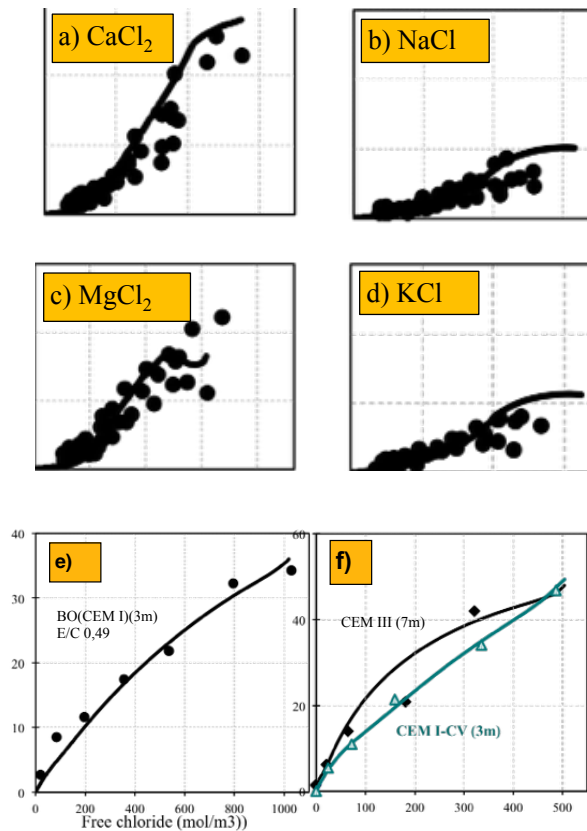 a) CaCl₂
b) NaCl
c) MgCl₂
d) KCl
e)
40
30
20
10
0
BO(CEM I)(3m)
E/C 0,49
0 200 400 600 800 1000
Free chloride (mol/m3))
f)
60
40
20
0
CEM III (7m)
CEM I-CV (3m)
0 100 200 300 400 500